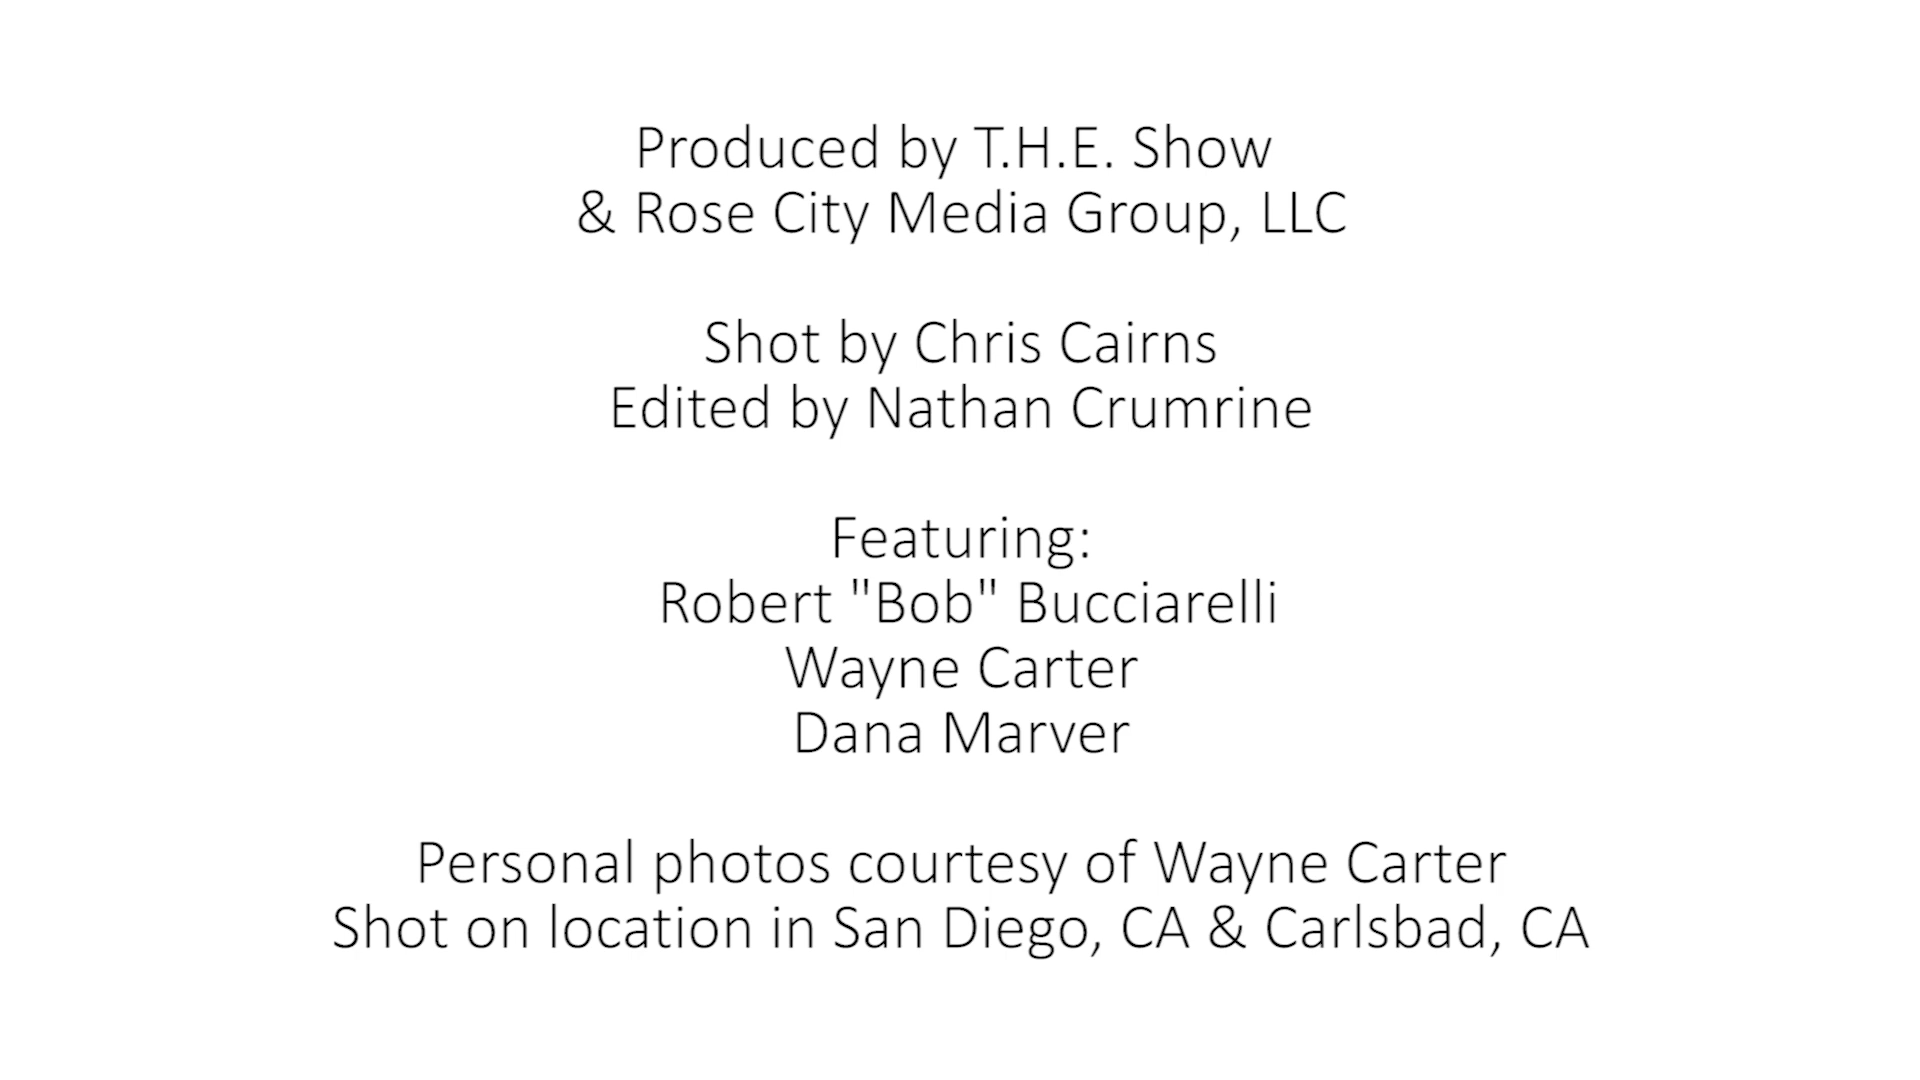 Produced by T.H.E. Show
& Rose City Media Group, LLC
Shot by Chris Cairns
Edited by Nathan Crumrine
Featuring:
Robert "Bob" Bucciarelli
Wayne Carter
Dana Marver
Personal photos courtesy of Wayne Carter
Shot on location in San Diego, CA & Carlsbad, CA